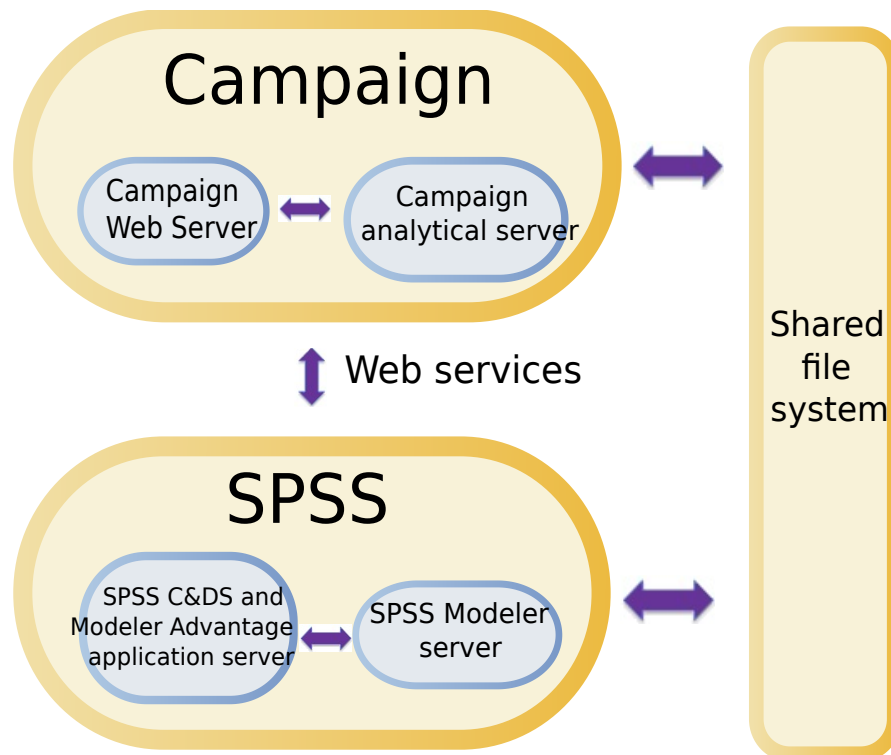 Campaign
Campaign
Web Server
Campaign
analytical server
Web services
Shared
file
system
SPSS
SPSS C&DS and
Modeler Advantage
application server
SPSS Modeler
server